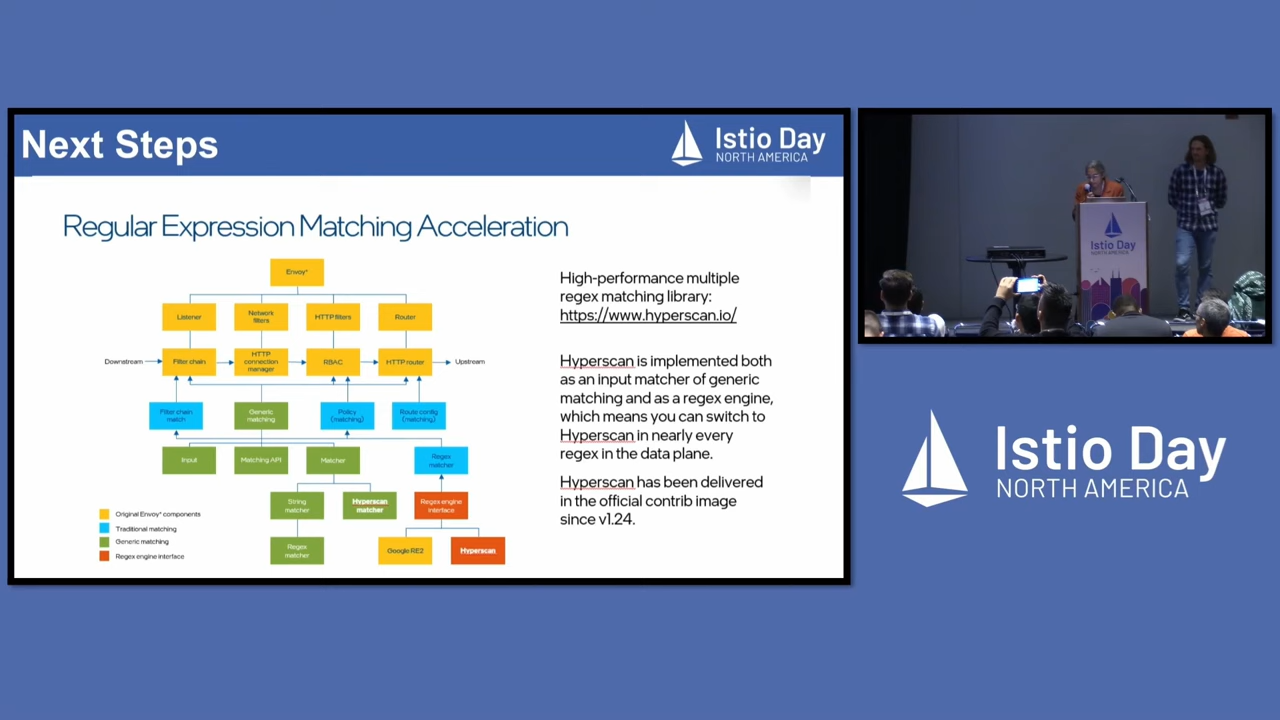 Next Steps
Istio Day
NORTH AMERICA
Regular Expression Matching Acceleration
Envoy*
Listener
Network
filters
HTTP filters
Router
Downstream
Filter chain
HTTP
connection
manager
RBAC
HTTP router
Upstream
Filter chain
match
Generic
matching
Policy
(matching)
Route config
(matching)
Input
Matching API
Matcher
Regex
matcher
String
matcher
Hyperscan
matcher
Regex engine
interface
Regex
matcher
Google RE2
Hyperscan
Original Envoy* components
Traditional matching
Generic matching
Regex engine interface
High-performance multiple
regex matching library:
https://www.hyperscan.io/
Hyperscan is implemented both
as an input matcher of generic
matching and as a regex engine,
which means you can switch to
Hyperscan in nearly every
regex in the data plane.
Hyperscan has been delivered
in the official contrib image
since v1.24.
Istio Day
NORTH AMERICA
Istio Day
NORTH AMERICA